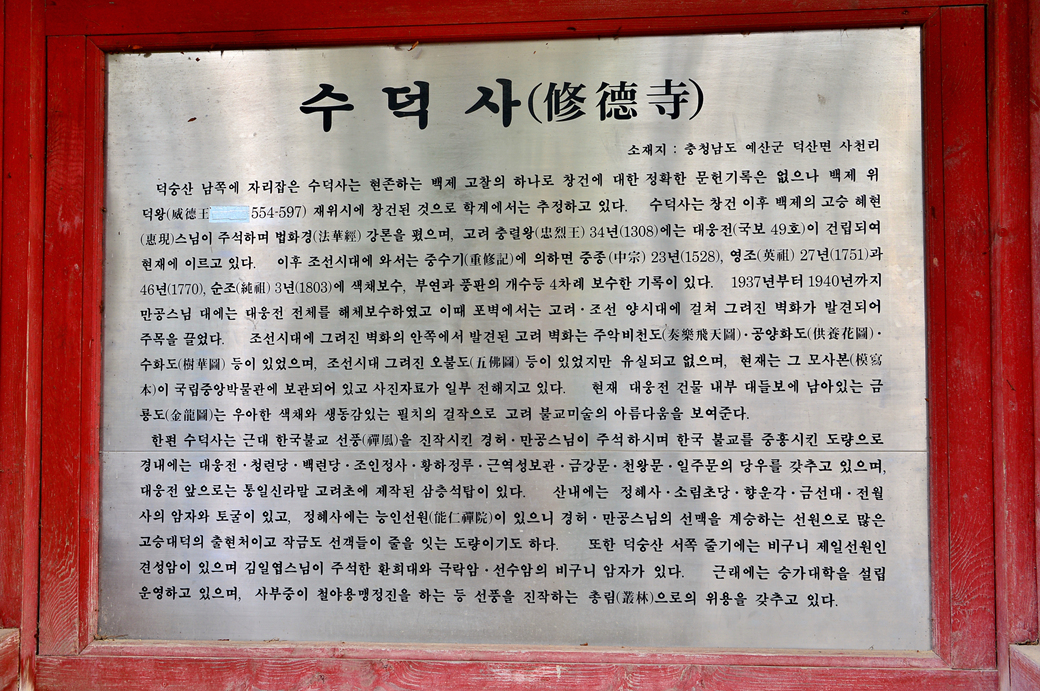 수덕사(修德寺)
소재지 : 충청남도 예산군 덕산면 사천리
덕숭산 남쪽에 자리잡은 수덕사는 현존하는 백제 고찰의 하나로 창건에 대한 정확한 문헌기록은 없으나 백제 위
덕왕(威德王 554-597) 재위시에 창건된 것으로 학계에서는 추정하고 있다. 수덕사는 창건 이후 백제의 고승 혜현
(惠現)스님이 주석하며 법화경(法華經) 강론을 폈으며, 고려 충렬왕(忠烈王) 34년(1308)에는 대웅전(국보 49호)이 건립되여
현재에 이르고 있다. 이후 조선시대에 와서는 중수기(重修記)에 의하면 중종(中宗) 23년(1528), 영조(英祖) 27년(1751)과
46년(1770), 순조(純祖) 3년(1803)에 색채보수, 부연과 풍판의 개수등 4차례 보수한 기록이 있다. 1937년부터 1940년까지
만공스님 대에는 대웅전 전체를 해체보수하였고 이때 포벽에서는 고려·조선 양시대에 걸쳐 그려진 벽화가 발견되어
주목을 끌었다. 조선시대에 그려진 벽화의 안쪽에서 발견된 고려 벽화는 주악비천도(奏樂飛天圖)·공양화도(供養花圖)·
수화도(樹華圖) 등이 있었으며, 조선시대 그려진 오불도(五佛圖) 등이 있었지만 유실되고 없으며, 현재는 그 모사본(模寫
本)이 국립중앙박물관에 보관되어 있고 사진자료가 일부 전해지고 있다. 현재 대웅전 건물 내부 대들보에 남아있는 금
룡도(金龍圖)는 우아한 색채와 생동감있는 필치의 걸작으로 고려 불교미술의 아름다움을 보여준다.
한편 수덕사는 근대 한국불교 선풍(禪風)을 진작시킨 경허·만공스님이 주석하시며 한국 불교를 중흥시킨 도량으로
경내에는 대웅전·청련당·백련당·조인정사·황하정루·근역성보관·금강문·천왕문·일주문의 당우를 갖추고 있으며,
대웅전 앞으로는 통일신라말 고려초에 제작된 삼층석탑이 있다. 산내에는 정혜사·소림초당·향운각·금선대·전월
사의 암자와 토굴이 있고, 정혜사에는 능인선원(能仁禪院)이 있으니 경허·만공스님의 선맥을 계승하는 선원으로 많은
고승대덕의 출현처이고 작금도 선객들이 줄을 잇는 도량이기도 하다. 또한 덕숭산 서쪽 줄기에는 비구니 제일선원인
견성암이 있으며 김일엽스님이 주석한 환희대와 극락암·선수암의 비구니 암자가 있다. 근래에는 승가대학을 설립
운영하고 있으며, 사부중이 철야용맹정진을 하는 등 선풍을 진작하는 총림(叢林)으로의 위용을 갖추고 있다.